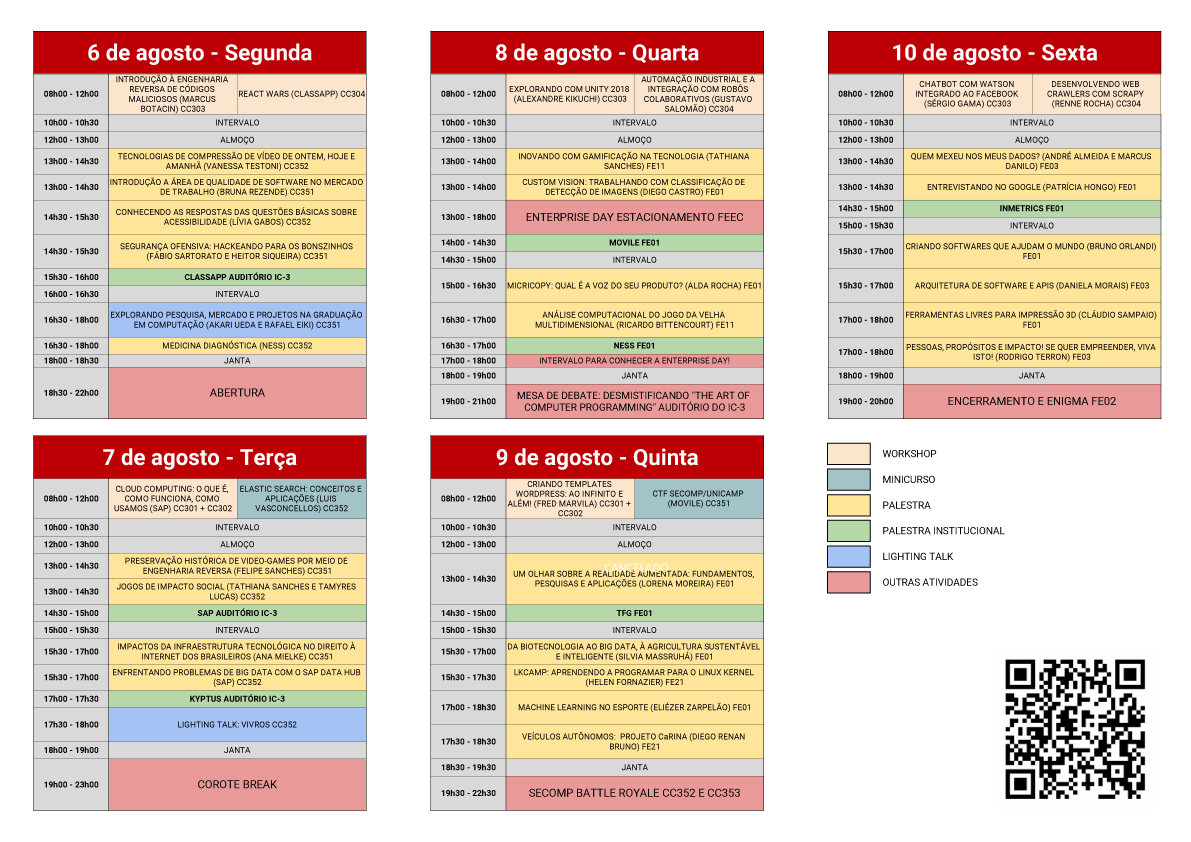 6 de agosto - Segunda
08h00 - 12h00
INTRODUÇÃO À ENGENHARIA
REVERSA DE CÓDIGOS
MALICIOSOS (MARCUS
BOTACIN) CC303
REACT WARS (CLASSAPP) CC304
10h00 - 10h30
INTERVALO
12h00 - 13h00
ALMOÇO
13h00 - 14h30
TECNOLOGIAS DE COMPRESSÃO DE VÍDEO DE ONTEM, HOJE E
AMANHÃ (VANESSA TESTONI) CC352
13h00 - 14h30
INTRODUÇÃO A ÁREA DE QUALIDADE DE SOFTWARE NO MERCADO
DE TRABALHO (BRUNA REZENDE) CC351
14h30 - 15h30
CONHECENDO AS RESPOSTAS DAS QUESTÕES BÁSICAS SOBRE
ACESSIBILIDADE (LÍVIA GABOS) CC352
14h30 - 15h30
SEGURANÇA OFENSIVA: HACKEANDO PARA OS BONSZINHOS
(FÁBIO SARTORATO E HEITOR SIQUEIRA) CC351
15h30 - 16h00
CLASSAPP AUDITÓRIO IC-3
16h00 - 16h30
INTERVALO
16h30 - 18h00
EXPLORANDO PESQUISA, MERCADO E PROJETOS NA GRADUAÇÃO
EM COMPUTAÇÃO (AKARI UEDA E RAFAEL EIKI) CC351
16h30 - 18h00
MEDICINA DIAGNÓSTICA (NESS) CC352
18h00 - 18h30
JANTA
18h30 - 22h00
ABERTURA
8 de agosto - Quarta
08h00 - 12h00
EXPLORANDO COM UNITY 2018
(ALEXANDRE KIKUCHI) CC303
AUTOMAÇÃO INDUSTRIAL E A
INTEGRAÇÃO COM ROBÔS
COLABORATIVOS (GUSTAVO
SALOMÃO) CC304
10h00 - 10h30
INTERVALO
12h00 - 13h00
ALMOÇO
13h00 - 14h00
INOVANDO COM GAMIFICAÇÃO NA TECNOLOGIA (TATHIANA
SANCHES) FE11
13h00 - 14h00
CUSTOM VISION: TRABALHANDO COM CLASSIFICAÇÃO DE
DETECÇÃO DE IMAGENS (DIEGO CASTRO) FE01
13h00 - 18h00
ENTERPRISE DAY ESTACIONAMENTO FEEC
14h00 - 14h30
MOVILE FE01
14h30 - 15h00
INTERVALO
15h00 - 16h30
MICRICOPY: QUAL É A VOZ DO SEU PRODUTO? (ALDA ROCHA) FE01
16h30 - 17h00
ANÁLISE COMPUTACIONAL DO JOGO DA VELHA
MULTIDIMENSIONAL (RICARDO BITTENCOURT) FE11
16h30 - 17h00
NESS FE01
17h00 - 18h00
INTERVALO PARA CONHECER A ENTERPRISE DAY!
18h00 - 19h00
JANTA
19h00 - 21h00
MESA DE DEBATE: DESMISTIFICANDO "THE ART OF
COMPUTER PROGRAMMING" AUDITÓRIO DO IC-3
10 de agosto - Sexta
08h00 - 12h00
CHATBOT COM WATSON
INTEGRADO AO FACEBOOK
(SÉRGIO GAMA) CC303
DESENVOLVENDO WEB
CRAWLERS COM SCRAPY
(RENNE ROCHA) CC304
10h00 - 10h30
INTERVALO
12h00 - 13h00
ALMOÇO
13h00 - 14h30
QUEM MEXEU NOS MEUS DADOS? (ANDRÉ ALMEIDA E MARCUS
DANILO) FE03
13h00 - 14h30
ENTREVISTANDO NO GOOGLE (PATRÍCIA HONGO) FE01
14h30 - 15h00
INMETRICS FE01
15h00 - 15h30
INTERVALO
15h30 - 17h00
CRIANDO SOFTWARES QUE AJUDAM O MUNDO (BRUNO ORLANDI)
FE01
15h30 - 17h00
ARQUITETURA DE SOFTWARE E APIS (DANIELA MORAIS) FE03
17h00 - 18h00
FERRAMENTAS LIVRES PARA IMPRESSÃO 3D (CLÁUDIO SAMPAIO)
FE01
17h00 - 18h00
PESSOAS, PROPÓSITOS E IMPACTO! SE QUER EMPREENDER, VIVA
ISTO! (RODRIGO TERRON) FE03
18h00 - 19h00
JANTA
19h00 - 20h00
ENCERRAMENTO E ENIGMA FE02
7 de agosto - Terça
08h00 - 12h00
CLOUD COMPUTING: O QUE É,
COMO FUNCIONA, COMO
USAMOS (SAP) CC301 + CC302
ELASTIC SEARCH: CONCEITOS E
APLICAÇÕES (LUIS
VASCONCELLOS) CC352
10h00 - 10h30
INTERVALO
12h00 - 13h00
ALMOÇO
13h00 - 14h30
PRESERVAÇÃO HISTÓRICA DE VIDEO-GAMES POR MEIO DE
ENGENHARIA REVERSA (FELIPE SANCHES) CC351
13h00 - 14h30
JOGOS DE IMPACTO SOCIAL (TATHIANA SANCHES E TAMYRES
LUCAS) CC352
14h30 - 15h00
SAP AUDITÓRIO IC-3
15h00 - 15h30
INTERVALO
15h30 - 17h00
IMPACTOS DA INFRAESTRUTURA TECNOLÓGICA NO DIREITO À
INTERNET DOS BRASILEIROS (ANA MIELKE) CC351
15h30 - 17h00
ENFRENTANDO PROBLEMAS DE BIG DATA COM O SAP DATA HUB
(SAP) CC352
17h00 - 17h30
KYPTUS AUDITÓRIO IC-3
17h30 - 18h00
LIGHTING TALK: VIVROS CC352
18h00 - 19h00
JANTA
19h00 - 23h00
COROTE BREAK
9 de agosto - Quinta
08h00 - 12h00
CRIANDO TEMPLATES
WORDPRESS: AO INFINITO E
ALÉM! (FRED MARVILA) CC301 +
CC302
CTF SECOMP/UNICAMP
(MOVILE) CC351
10h00 - 10h30
INTERVALO
12h00 - 13h00
ALMOÇO
13h00 - 14h30
CANCELADO
UM OLHAR SOBRE A REALIDADE AUMENTADA: FUNDAMENTOS,
PESQUISAS E APLICAÇÕES (LORENA MOREIRA) FE01
14h30 - 15h00
TFG FE01
15h00 - 15h30
INTERVALO
15h30 - 17h00
DA BIOTECNOLOGIA AO BIG DATA, À AGRICULTURA SUSTENTÁVEL
E INTELIGENTE (SILVIA MASSRUHÁ) FE01
15h30 - 17h30
LKCAMP: APRENDENDO A PROGRAMAR PARA O LINUX KERNEL
(HELEN FORNAZIER) FE21
17h00 - 18h30
MACHINE LEARNING NO ESPORTE (ELIÉZER ZARPELÃO) FE01
17h30 - 18h30
VEÍCULOS AUTÔNOMOS: PROJETO CaRINA (DIEGO RENAN
BRUNO) FE21
18h30 - 19h30
JANTA
19h30 - 22h30
SECOMP BATTLE ROYALE CC352 E CC353
WORKSHOP
MINICURSO
PALESTRA
PALESTRA INSTITUCIONAL
LIGHTING TALK
OUTRAS ATIVIDADES